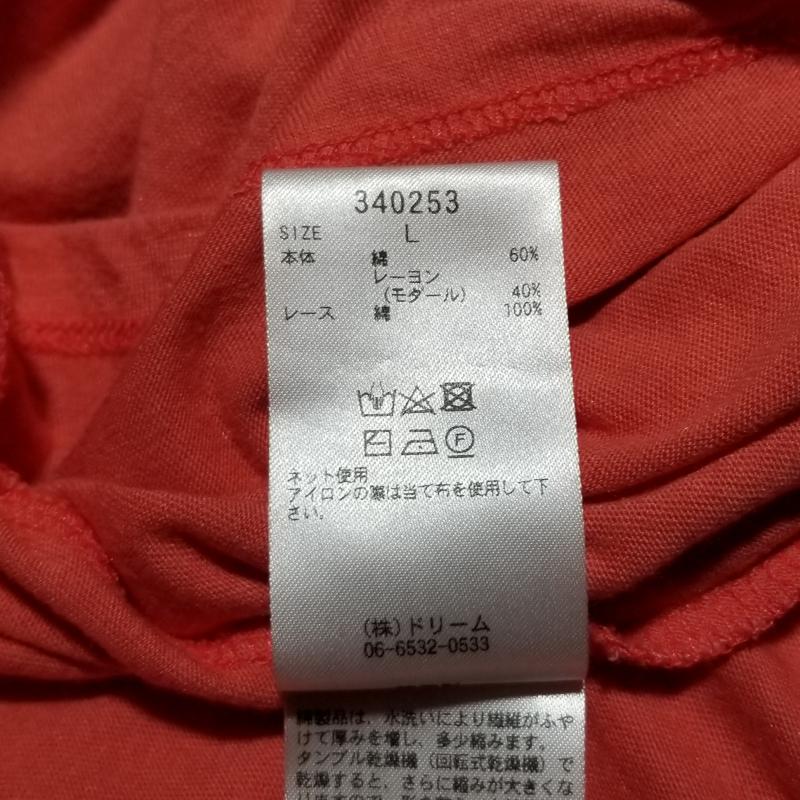 340253
SIZE L
本体 綿 60%
レーヨン
(モダール) 40%
レース 綿 100%
F
ネット使用
アイロンの際は当て布を使用して下
さい。
(株)ドリーム
06-6532-0533
綿製品は、水洗いにより繊維がふや
けて厚みを増し、多少縮みます。
タンブル乾燥機(回転式乾燥機)で
乾燥すると、さらに縮みが大きくな